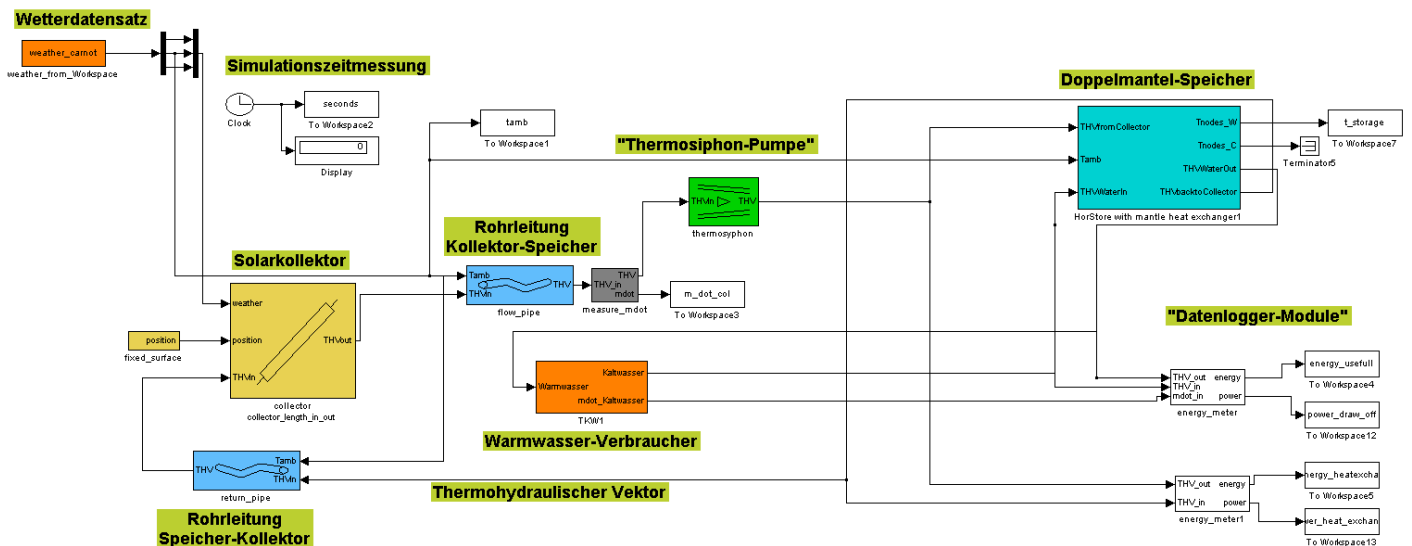 Wetterdatensatz
weather_carnot
weather_from_Workspace
Simulationszeitmessung
Clock
seconds
To Workspace2
0
Display
tamb
To Workspace1
"Thermosiphon-Pumpe"
THVin
THV
thermosyphon
Doppelmantel-Speicher
THVfromCollector
Tamb
THVWaterIn
Tnodes_W
Tnodes_C
THVWaterOut
THVbacktoCollector
HorStore with mantle heat exchanger1
t_storage
To Workspace7
Terminator5
Rohrleitung
Kollektor-Speicher
Tamb
THVin
THV
flow_pipe
THV_in
THV
mdot
measure_mdot
m_dot_col
To Workspace3
Solarkollektor
weather
position
THVin
THVout
collector
collector_length_in_out
position
fixed_surface
Warmwasser
Kaltwasser
mdot_Kaltwasser
TKW1
Warmwasser-Verbraucher
"Datenlogger-Module"
THV_out
THV_in
mdot_in
energy
power
energy_meter
energy_usefull
To Workspace4
power_draw_off
To Workspace12
THV
Tamb
THVin
return_pipe
Rohrleitung
Speicher-Kollektor
Thermohydraulischer Vektor
THV_out
THV_in
energy
power
energy_meter1
nergy_heatexcha
To Workspace5
wer_heat_exchan
To Workspace13